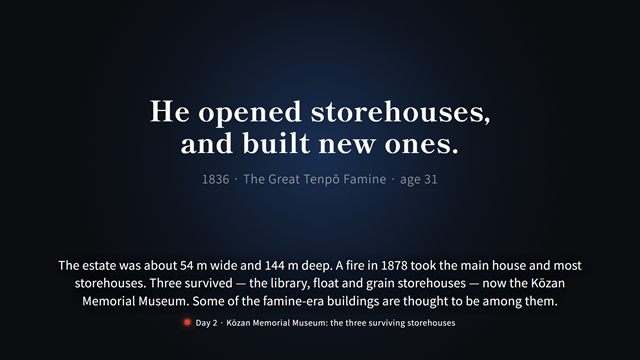 He opened storehouses,
and built new ones.
1836 · The Great Tenpō Famine · age 31
The estate was about 54 m wide and 144 m deep. A fire in 1878 took the main house and most
storehouses. Three survived — the library, float and grain storehouses — now the Kōzan
Memorial Museum. Some of the famine-era buildings are thought to be among them.
Day 2 · Kōzan Memorial Museum: the three surviving storehouses